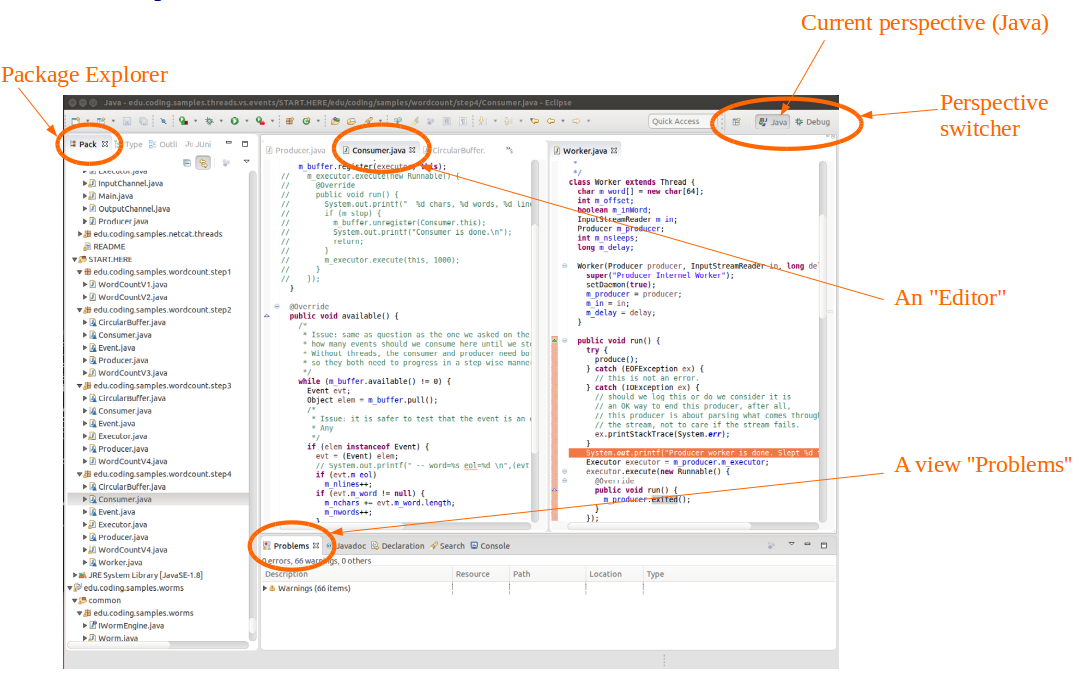 Current perspective (Java)
Package Explorer
Perspective
switcher
Java - edu.coding.samples.threads.vs.events/START.HERE/edu/coding/samples/wordcount/step4/Consumer.java - Eclipse
Quick Access
Java
Debug
Pack
Type
Outli
JUni
InputChannel.java
Main.java
OutputChannel.java
Producer.java
edu.coding.samples.netcat.threads
README
START.HERE
edu.coding.samples.wordcount.step1
WordCountV1.java
WordCountV2.java
edu.coding.samples.wordcount.step2
CircularBuffer.java
Consumer.java
Event.java
Producer.java
WordCountV3.java
edu.coding.samples.wordcount.step3
CircularBuffer.java
Consumer.java
Event.java
Executor.java
Producer.java
WordCountV4.java
edu.coding.samples.wordcount.step4
CircularBuffer.java
Consumer.java
Event.java
Executor.java
Producer.java
WordCountV4.java
Worker.java
JRE System Library [JavaSE-1.8]
edu.coding.samples.worms
common
edu.coding.samples.worms
IWormEngine.java
Worm.java
Producer.java
Consumer.java
CircularBuffer.
m_buffer.register(executor, this);
// m_executor.execute(new Runnable() {
// @Override
// public void run() {
// System.out.printf(" %d chars, %d words, %d line
// if (m stop) {
// m_buffer.unregister(Consumer.this);
// System.out.printf("Consumer is done.\n");
// return;
// }
// m_executor.execute(this, 1000);
// }
// });
}
@Override
public void available() {
/*
* Issue: same as question as the one we asked on the
* how many events should we consume here until we st
* Without threads, the consumer and producer need bo
* so they both need to progress in a step-wise manner
*/
while (m_buffer.available() != 0) {
Event evt;
Object elem = m_buffer.pull();
/*
* Issue: it is safer to test that the event is an
* Any
*/
if (elem instanceof Event) {
evt = (Event) elem;
// System.out.printf(" -- word=%s eol=%d \n",(evt
if (evt.m eol)
m_nlines++;
if (evt.m_word != null) {
m_nchars += evt.m_word.length;
m_nwords++;
}
Worker.java
*
*/
class Worker extends Thread {
char m_word[] = new char[64];
int m_offset;
boolean m_inWord;
InputStreamReader m in;
Producer m_producer;
int m_nsleeps;
long m_delay;
Worker(Producer producer, InputStreamReader in, long del
super("Producer Internel Worker");
setDaemon(true);
m_producer = producer;
m_in = in;
m_delay = delay;
}
public void run() {
try {
produce();
} catch (EOFException ex) {
// this is not an error.
} catch (IOException ex) {
// should we log this or do we consider it is
// an OK way to end this producer, after all,
// this producer is about parsing what comes through
// the stream, not to care if the stream fails.
ex.printStackTrace(System.err);
}
System.out.printf("Producer worker is done. Slept %d
Executor executor = m_producer.m_executor;
executor.execute(new Runnable() {
@Override
public void run() {
m_producer.exited();
}
});
An "Editor"
A view "Problems"
Problems
Javadoc
Declaration
Search
Console
0 errors, 66 warnings, 0 others
Description
Resource
Path
Location
Type
Warnings (66 items)